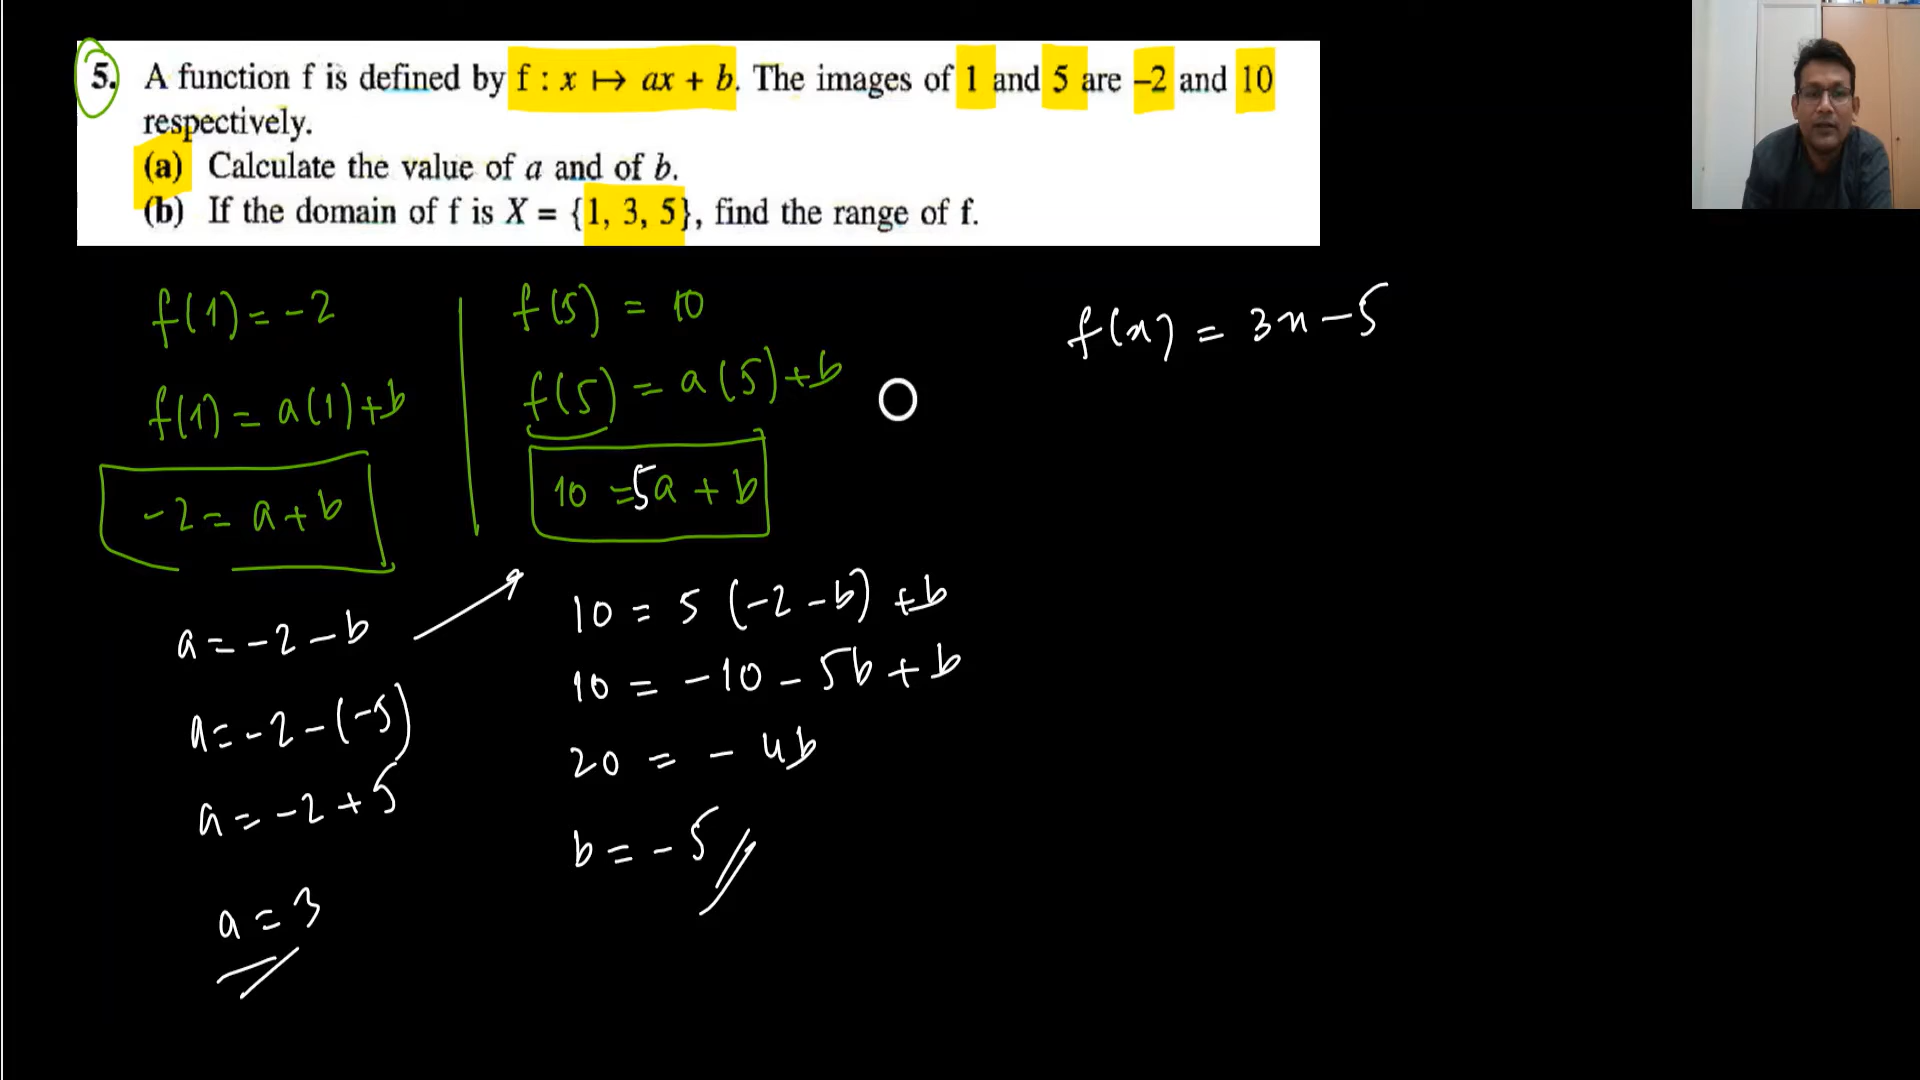 5. A function f is defined by f : x ↦ ax + b. The images of 1 and 5 are –2 and 10
respectively.
(a) Calculate the value of a and of b.
(b) If the domain of f is X = {1, 3, 5}, find the range of f.
f(1) = -2
f(1) = a(1)+b
-2 = a+b
a = -2 - b
a = -2 - (-5)
a = -2 + 5
a = 3
f(5) = 10
f(5) = a(5)+b
10 = 5a + b
10 = 5 (-2 - b) + b
10 = -10 - 5b + b
20 = - 4b
b = - 5
f(x) = 3x - 5